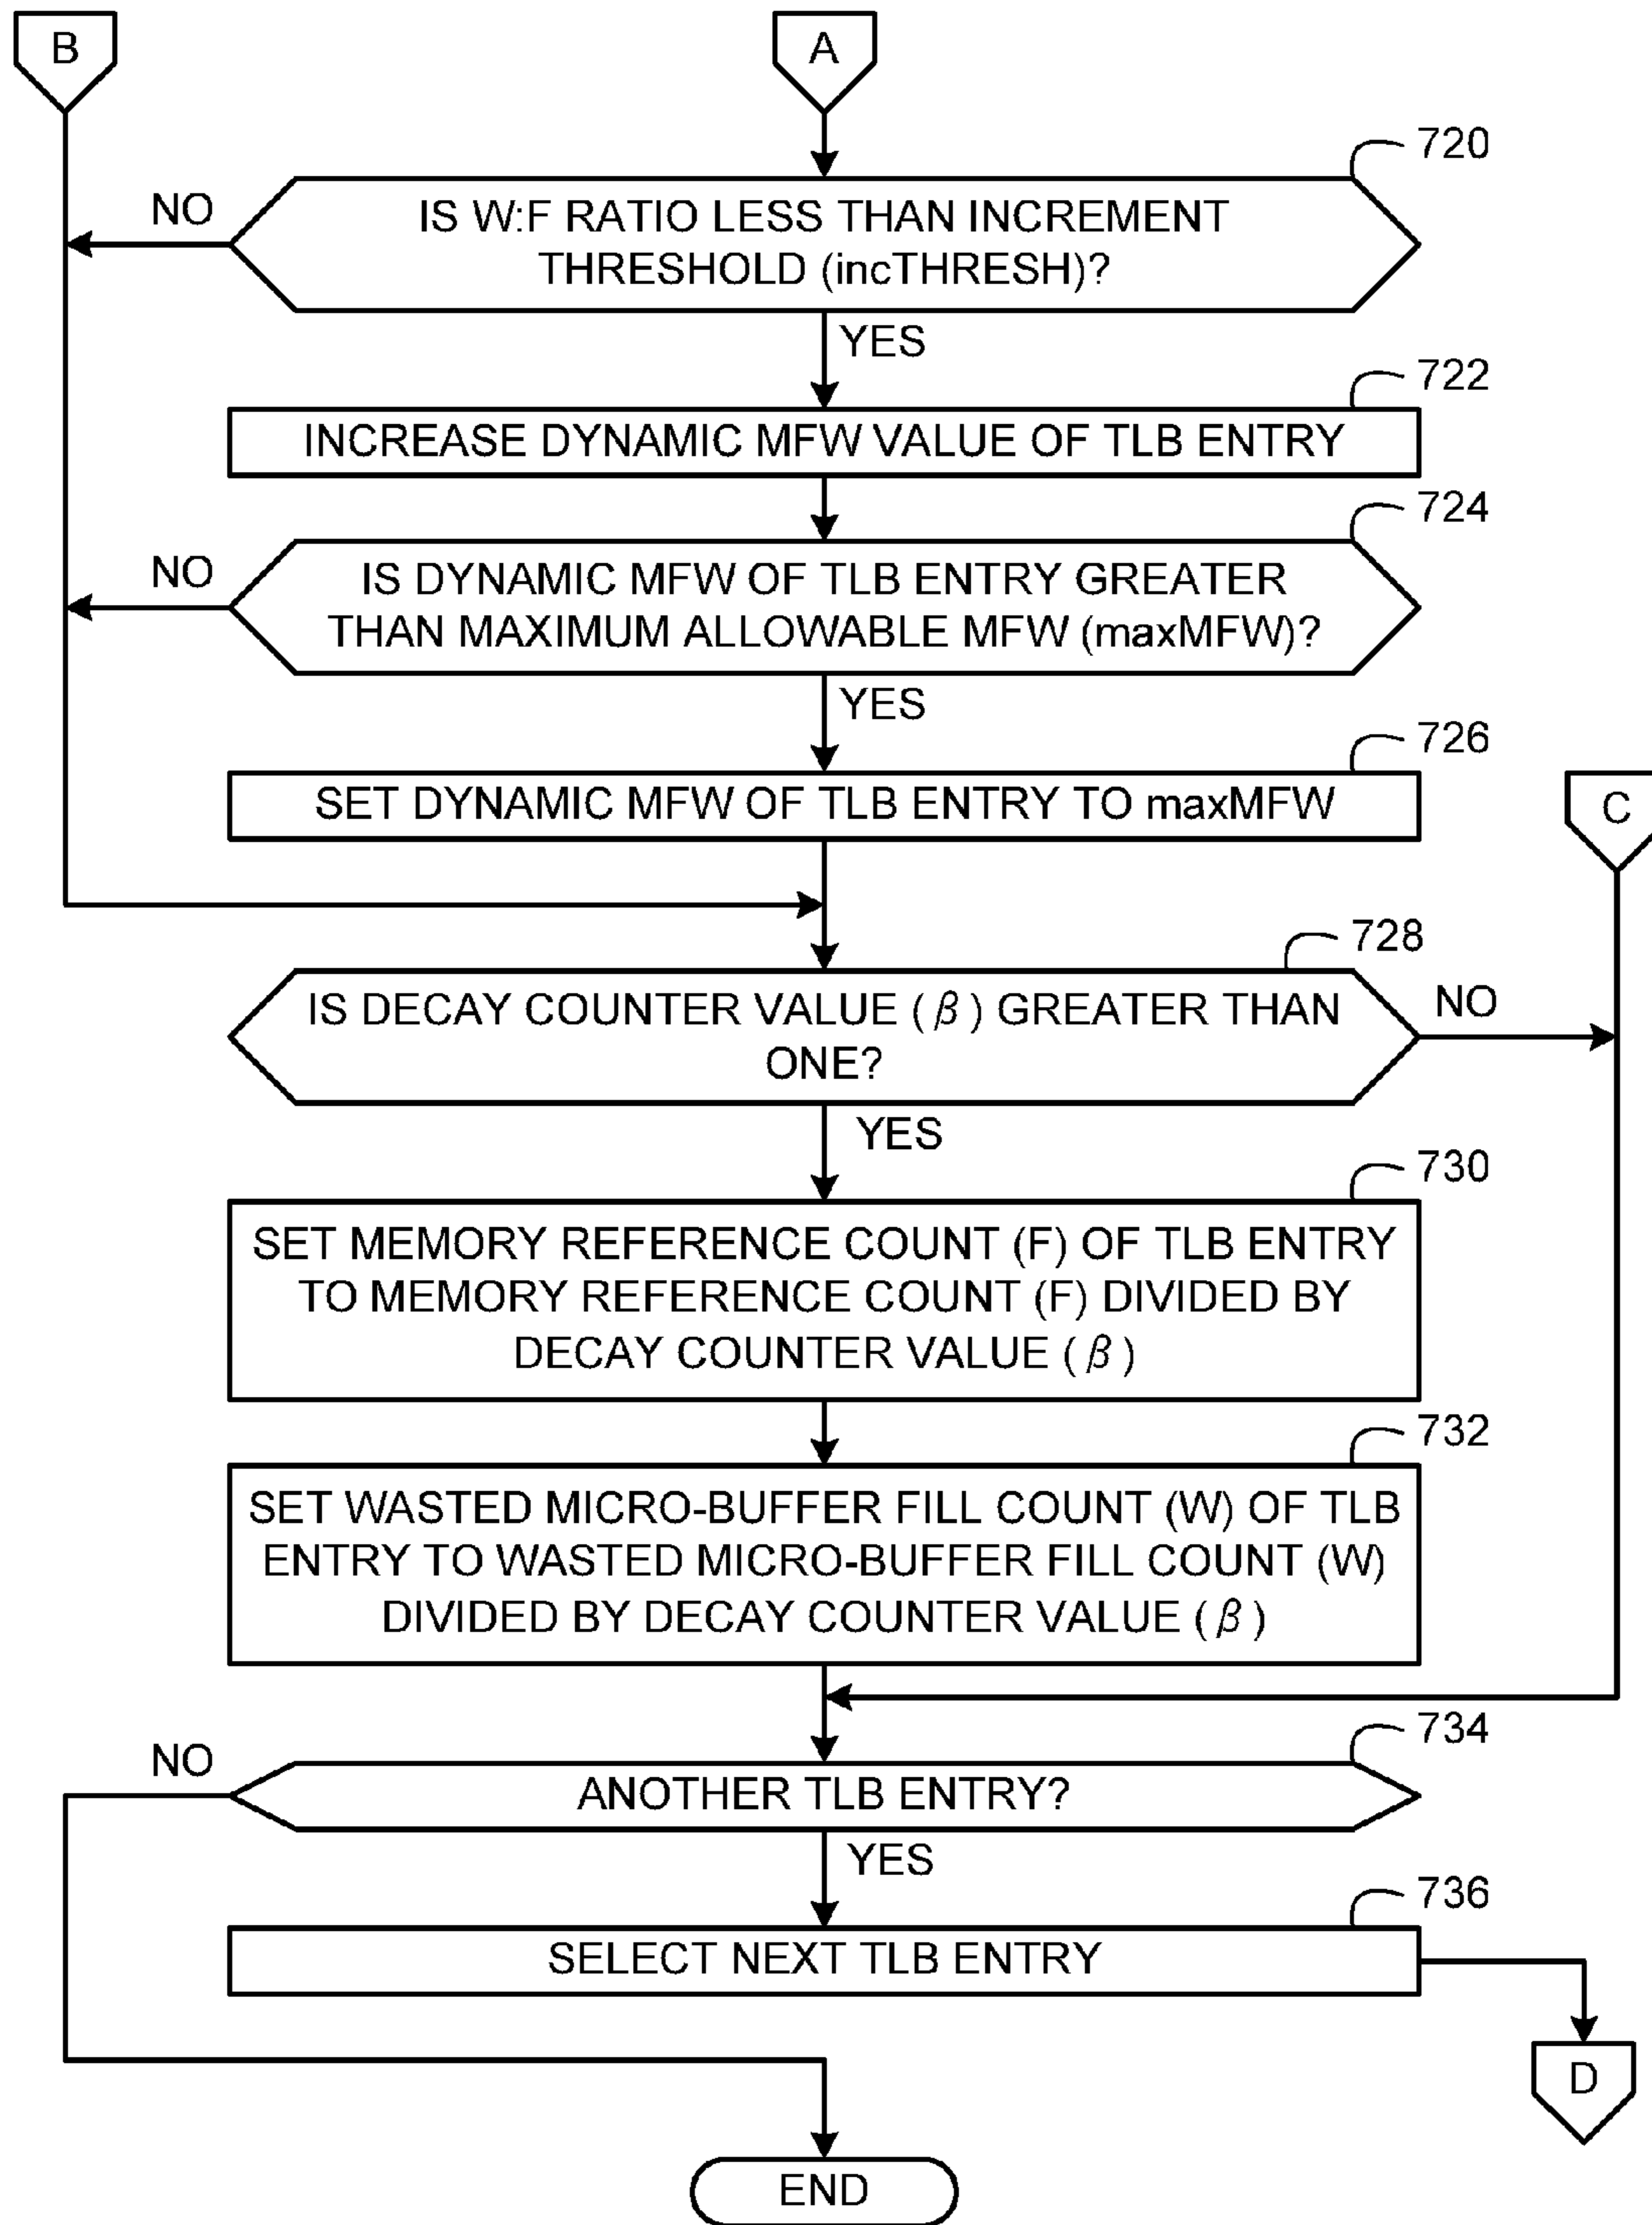 B
A
720
NO
IS W:F RATIO LESS THAN INCREMENT
THRESHOLD (incTHRESH)?
YES
722
INCREASE DYNAMIC MFW VALUE OF TLB ENTRY
724
NO
IS DYNAMIC MFW OF TLB ENTRY GREATER
THAN MAXIMUM ALLOWABLE MFW (maxMFW)?
YES
726
SET DYNAMIC MFW OF TLB ENTRY TO maxMFW
C
728
IS DECAY COUNTER VALUE (β) GREATER THAN
ONE?
NO
YES
730
SET MEMORY REFERENCE COUNT (F) OF TLB ENTRY
TO MEMORY REFERENCE COUNT (F) DIVIDED BY
DECAY COUNTER VALUE (β)
732
SET WASTED MICRO-BUFFER FILL COUNT (W) OF TLB
ENTRY TO WASTED MICRO-BUFFER FILL COUNT (W)
DIVIDED BY DECAY COUNTER VALUE (β)
734
NO
ANOTHER TLB ENTRY?
YES
736
SELECT NEXT TLB ENTRY
D
END